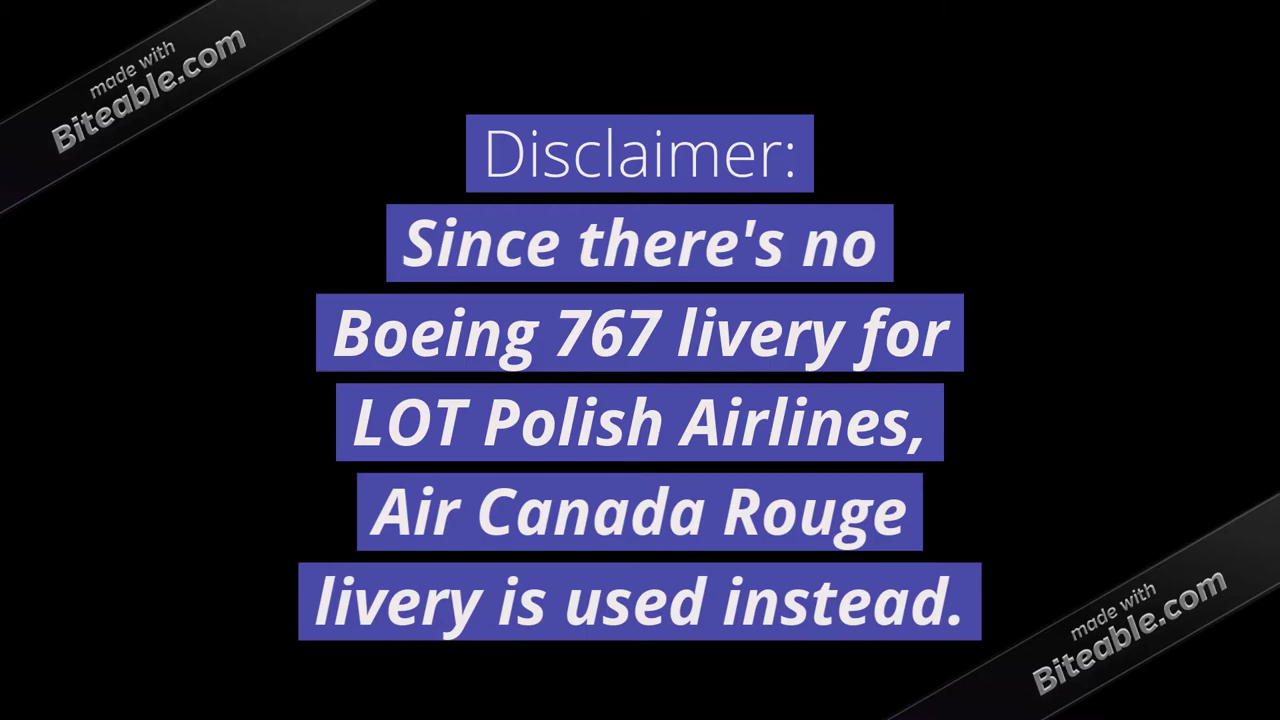 made with
Biteable.com
Disclaimer:
Since there's no
Boeing 767 livery for
LOT Polish Airlines,
Air Canada Rouge
livery is used instead.
made with
Biteable.com